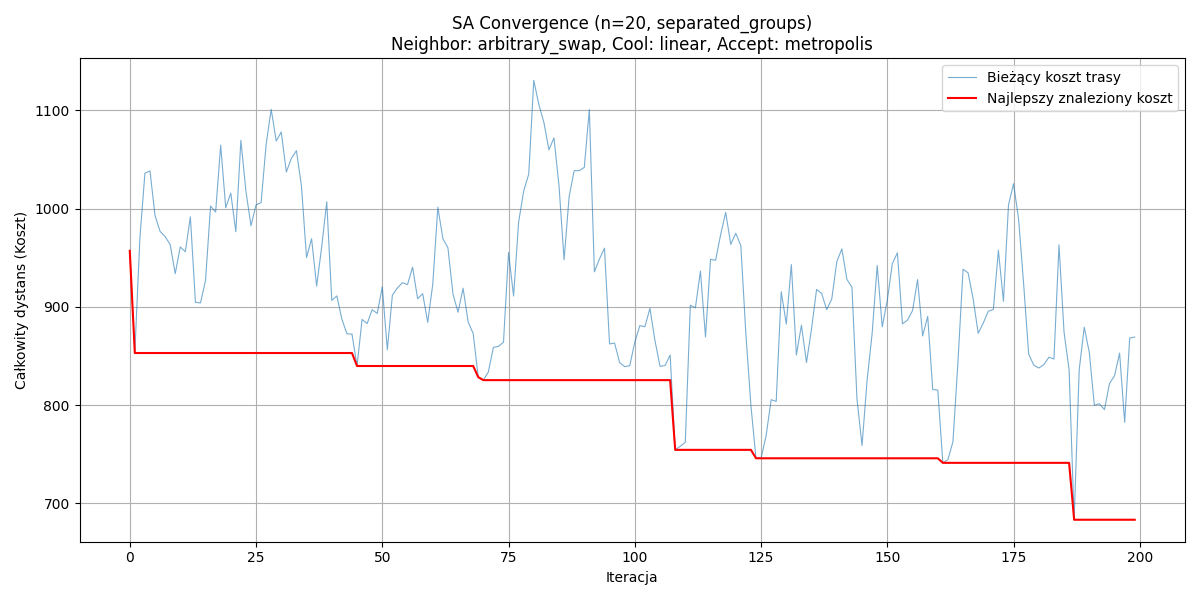 SA Convergence (n=20, separated_groups)
Neighbor: arbitrary_swap, Cool: linear, Accept: metropolis
Bieżący koszt trasy
Najlepszy znaleziony koszt
Całkowity dystans (Koszt)
1100
1000
900
800
700
0 25 50 75 100 125 150 175 200
Iteracja